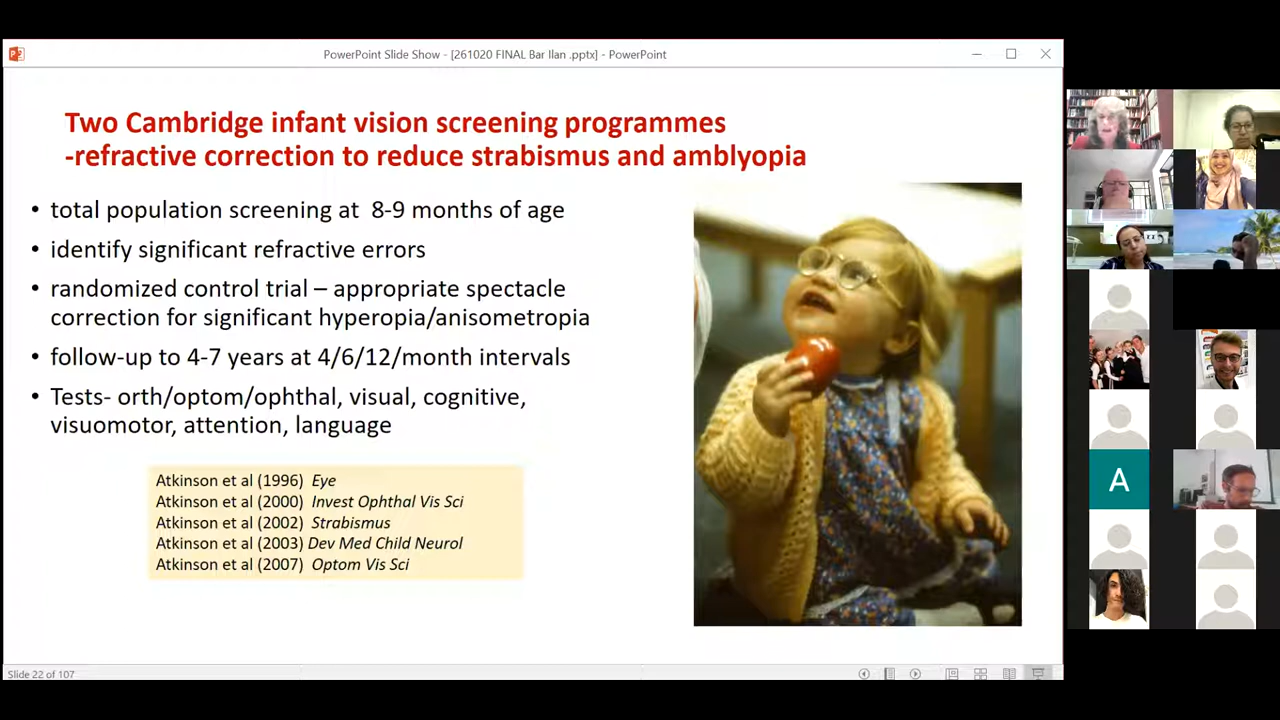 PowerPoint Slide Show - [261020 FINAL Bar Ilan .pptx] - PowerPoint
Two Cambridge infant vision screening programmes
-refractive correction to reduce strabismus and amblyopia
• total population screening at 8-9 months of age
• identify significant refractive errors
• randomized control trial – appropriate spectacle
correction for significant hyperopia/anisometropia
• follow-up to 4-7 years at 4/6/12/month intervals
• Tests- orth/optom/ophthal, visual, cognitive,
visuomotor, attention, language
Atkinson et al (1996) Eye
Atkinson et al (2000) Invest Ophthal Vis Sci
Atkinson et al (2002) Strabismus
Atkinson et al (2003) Dev Med Child Neurol
Atkinson et al (2007) Optom Vis Sci
A
Slide 22 of 107